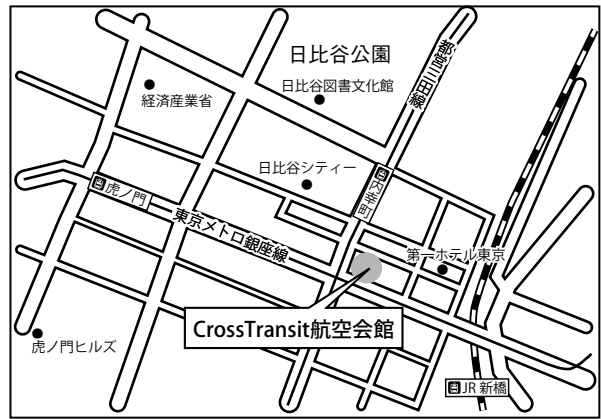 日比谷公園
日比谷図書文化館
都営三田線
経済産業省
日比谷シティー
内幸町
虎ノ門
東京メトロ銀座線
第一ホテル東京
CrossTransit航空会館
虎ノ門ヒルズ
JR 新橋